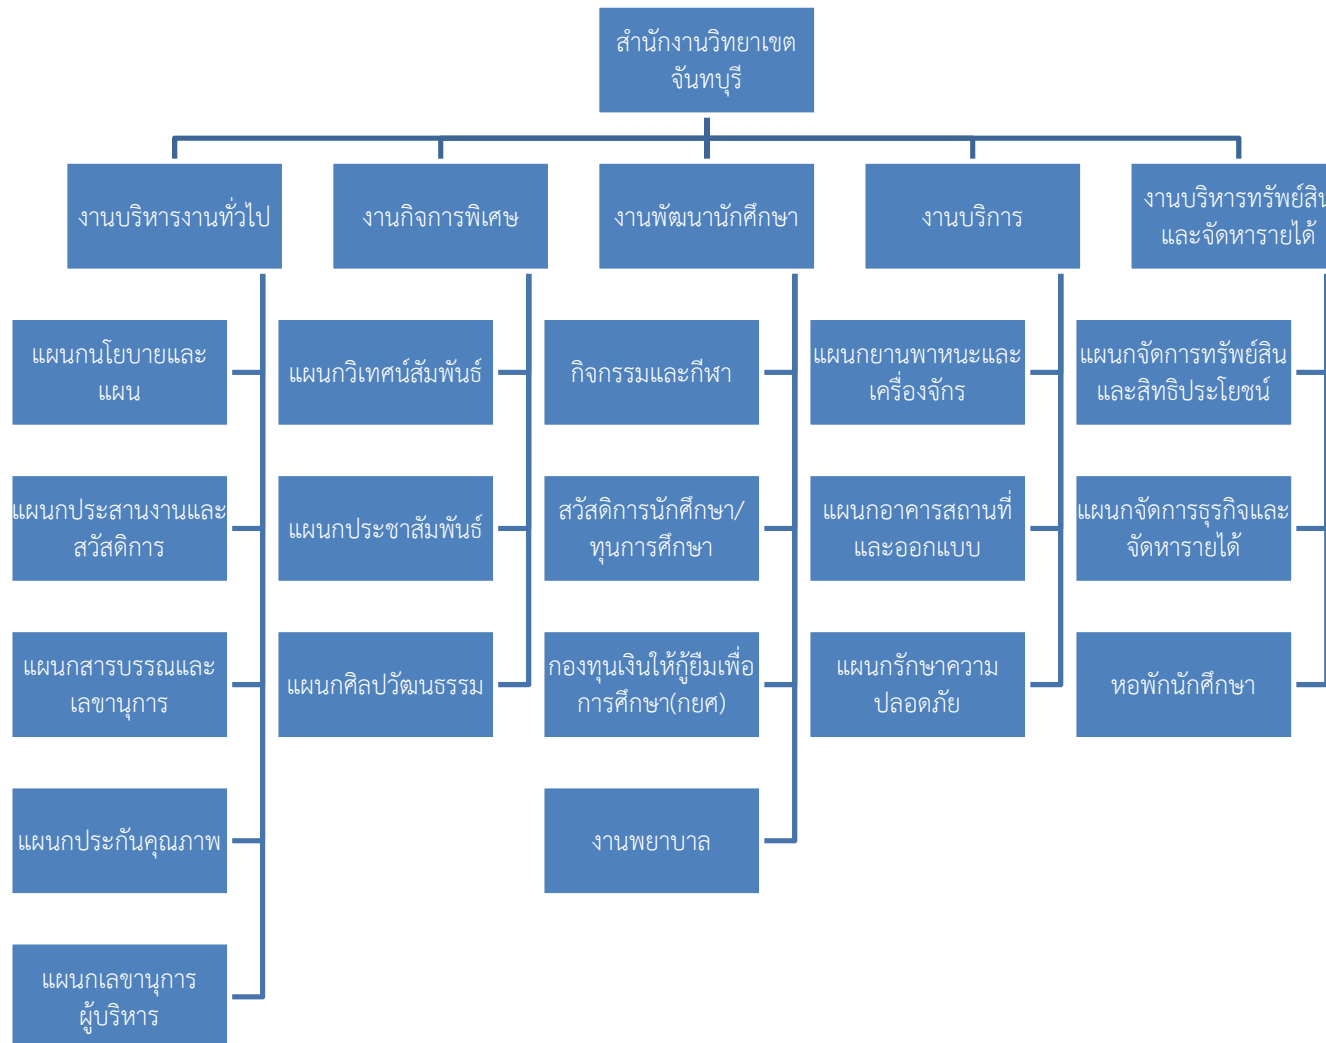 สำนักงานวิทยาเขต
จันทบุรี
งานบริหารงานทั่วไป
งานกิจการพิเศษ
งานพัฒนานักศึกษา
งานบริการ
งานบริหารทรัพย์สิน
และจัดหารายได้
แผนกนโยบายและ
แผน
แผนกวิเทศน์สัมพันธ์
กิจกรรมและกีฬา
แผนกยานพาหนะและ
เครื่องจักร
แผนกจัดการทรัพย์สิน
และสิทธิประโยชน์
แผนกประสานงานและ
สวัสดิการ
แผนกประชาสัมพันธ์
สวัสดิการนักศึกษา/
ทุนการศึกษา
แผนกอาคารสถานที่
และออกแบบ
แผนกจัดการธุรกิจและ
จัดหารายได้
แผนกสารบรรณและ
เลขานุการ
แผนกศิลปวัฒนธรรม
กองทุนเงินให้กู้ยืมเพื่อ
การศึกษา(กยศ)
แผนกรักษาความ
ปลอดภัย
หอพักนักศึกษา
แผนกประกันคุณภาพ
งานพยาบาล
แผนกเลขานุการ
ผู้บริหาร